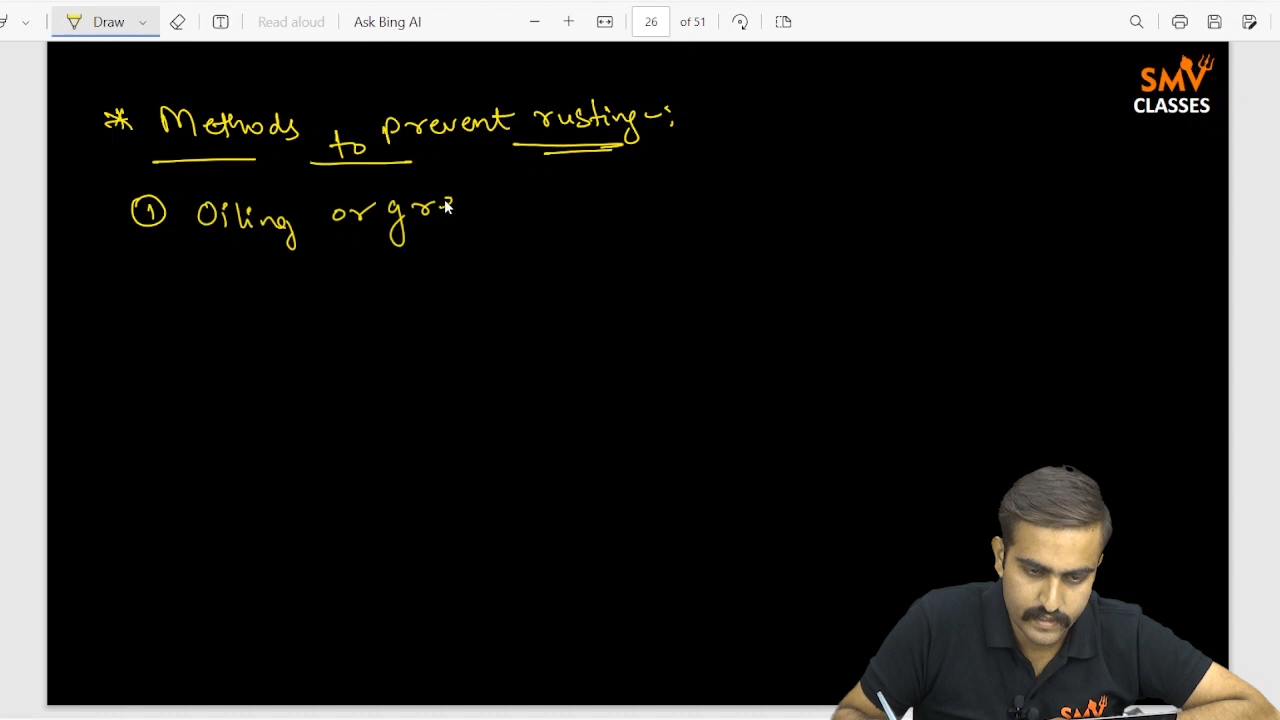 Draw
Read aloud
Ask Bing AI
26
of 51
SMV
CLASSES
* Methods to prevent rusting-:
① Oiling or gr